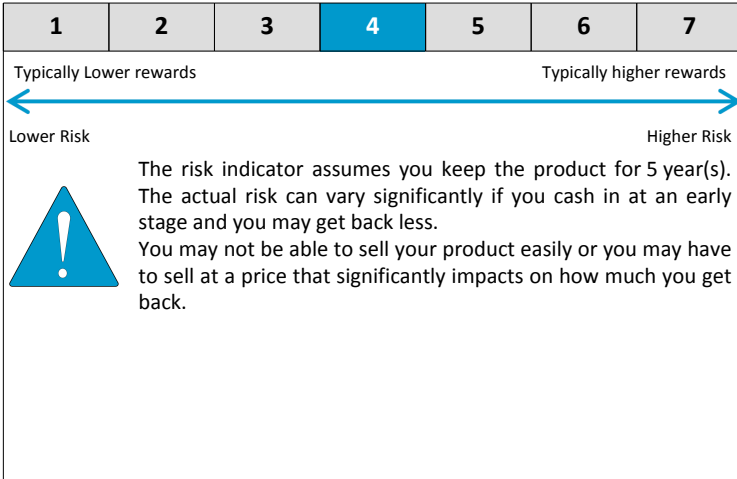 1 2 3 4 5 6 7
Typically Lower rewards Typically higher rewards
Lower Risk Higher Risk
The risk indicator assumes you keep the product for 5 year(s).
The actual risk can vary significantly if you cash in at an early
stage and you may get back less.
You may not be able to sell your product easily or you may have
to sell at a price that significantly impacts on how much you get
back.